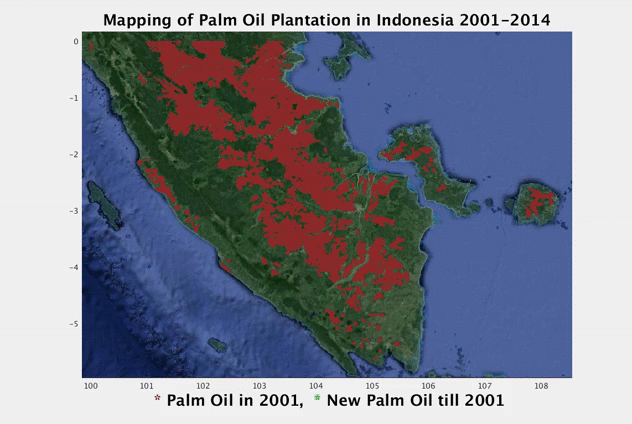 Mapping of Palm Oil Plantation in Indonesia 2001-2014
0
-1
-2
-3
-4
-5
100 101 102 103 104 105 106 107 108
* Palm Oil in 2001, * New Palm Oil till 2001